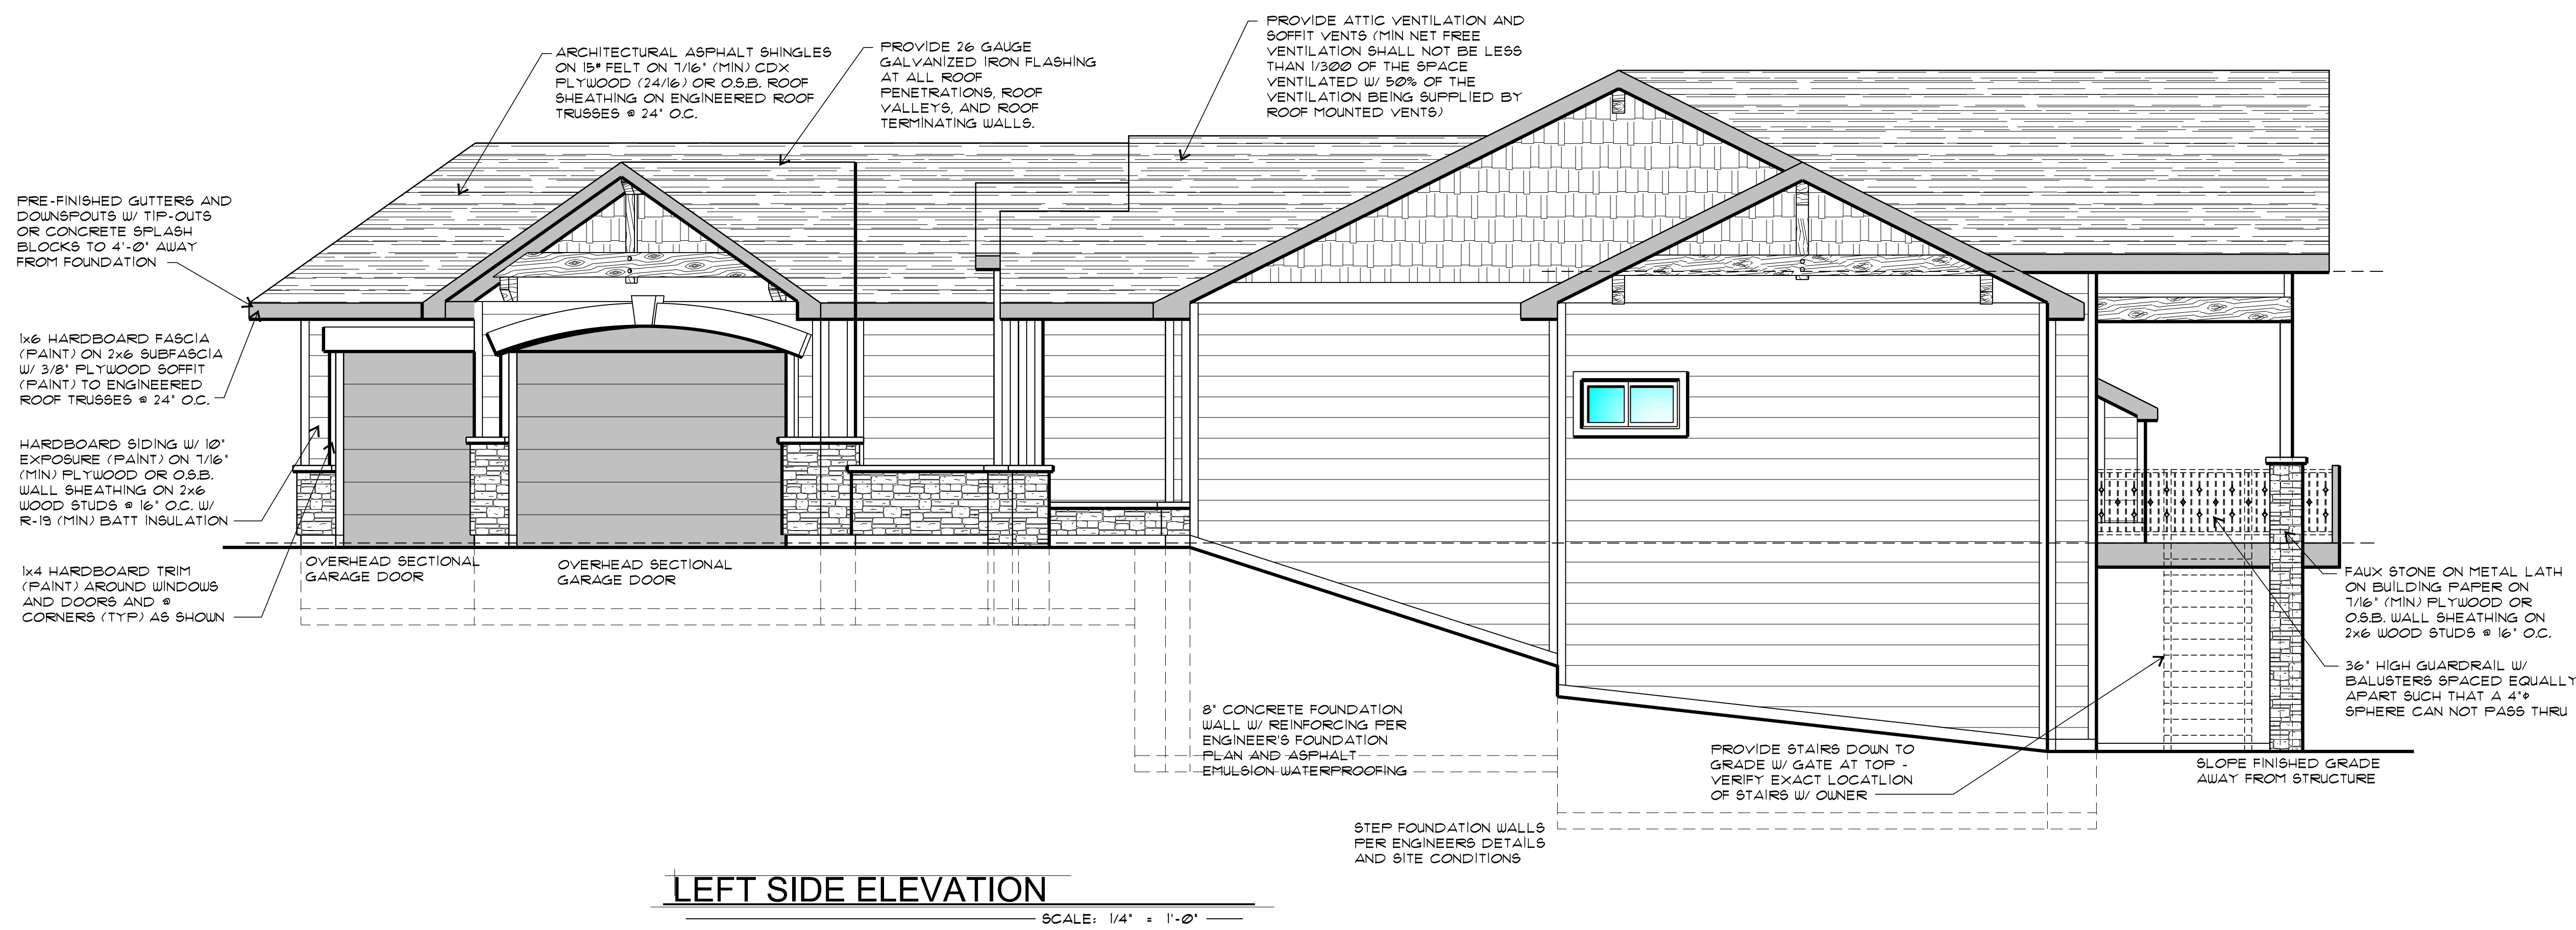 PROVIDE ATTIC VENTILATION AND
SOFFIT VENTS (MIN NET FREE
VENTILATION SHALL NOT BE LESS
THAN 1/300 OF THE SPACE
VENTILATED W/ 50% OF THE
VENTILATION BEING SUPPLIED BY
ROOF MOUNTED VENTS)
ARCHITECTURAL ASPHALT SHINGLES
ON 15# FELT ON 7/16" (MIN) CDX
PLYWOOD (24/16) OR O.S.B. ROOF
SHEATHING ON ENGINEERED ROOF
TRUSSES @ 24" O.C.
PROVIDE 26 GAUGE
GALVANIZED IRON FLASHING
AT ALL ROOF
PENETRATIONS, ROOF
VALLEYS, AND ROOF
TERMINATING WALLS.
PRE-FINISHED GUTTERS AND
DOWNSPOUTS W/ TIP-OUTS
OR CONCRETE SPLASH
BLOCKS TO 4'-0" AWAY
FROM FOUNDATION
1x6 HARDBOARD FASCIA
(PAINT) ON 2x6 SUBFASCIA
W/ 3/8" PLYWOOD SOFFIT
(PAINT) TO ENGINEERED
ROOF TRUSSES @ 24" O.C.
HARDBOARD SIDING W/ 10"
EXPOSURE (PAINT) ON 7/16"
(MIN) PLYWOOD OR O.S.B.
WALL SHEATHING ON 2x6
WOOD STUDS @ 16" O.C. W/
R-19 (MIN) BATT INSULATION
1x4 HARDBOARD TRIM
(PAINT) AROUND WINDOWS
AND DOORS AND @
CORNERS (TYP) AS SHOWN
OVERHEAD SECTIONAL
GARAGE DOOR
OVERHEAD SECTIONAL
GARAGE DOOR
FAUX STONE ON METAL LATH
ON BUILDING PAPER ON
7/16" (MIN) PLYWOOD OR
O.S.B. WALL SHEATHING ON
2x6 WOOD STUDS @ 16" O.C.
36" HIGH GUARDRAIL W/
BALUSTERS SPACED EQUALLY
APART SUCH THAT A 4"ø
SPHERE CAN NOT PASS THRU
8" CONCRETE FOUNDATION
WALL W/ REINFORCING PER
ENGINEER'S FOUNDATION
PLAN AND ASPHALT
EMULSION WATERPROOFING
PROVIDE STAIRS DOWN TO
GRADE W/ GATE AT TOP -
VERIFY EXACT LOCATLION
OF STAIRS W/ OWNER
SLOPE FINISHED GRADE
AWAY FROM STRUCTURE
STEP FOUNDATION WALLS
PER ENGINEERS DETAILS
AND SITE CONDITIONS
LEFT SIDE ELEVATION
SCALE: 1/4" = 1'-0"